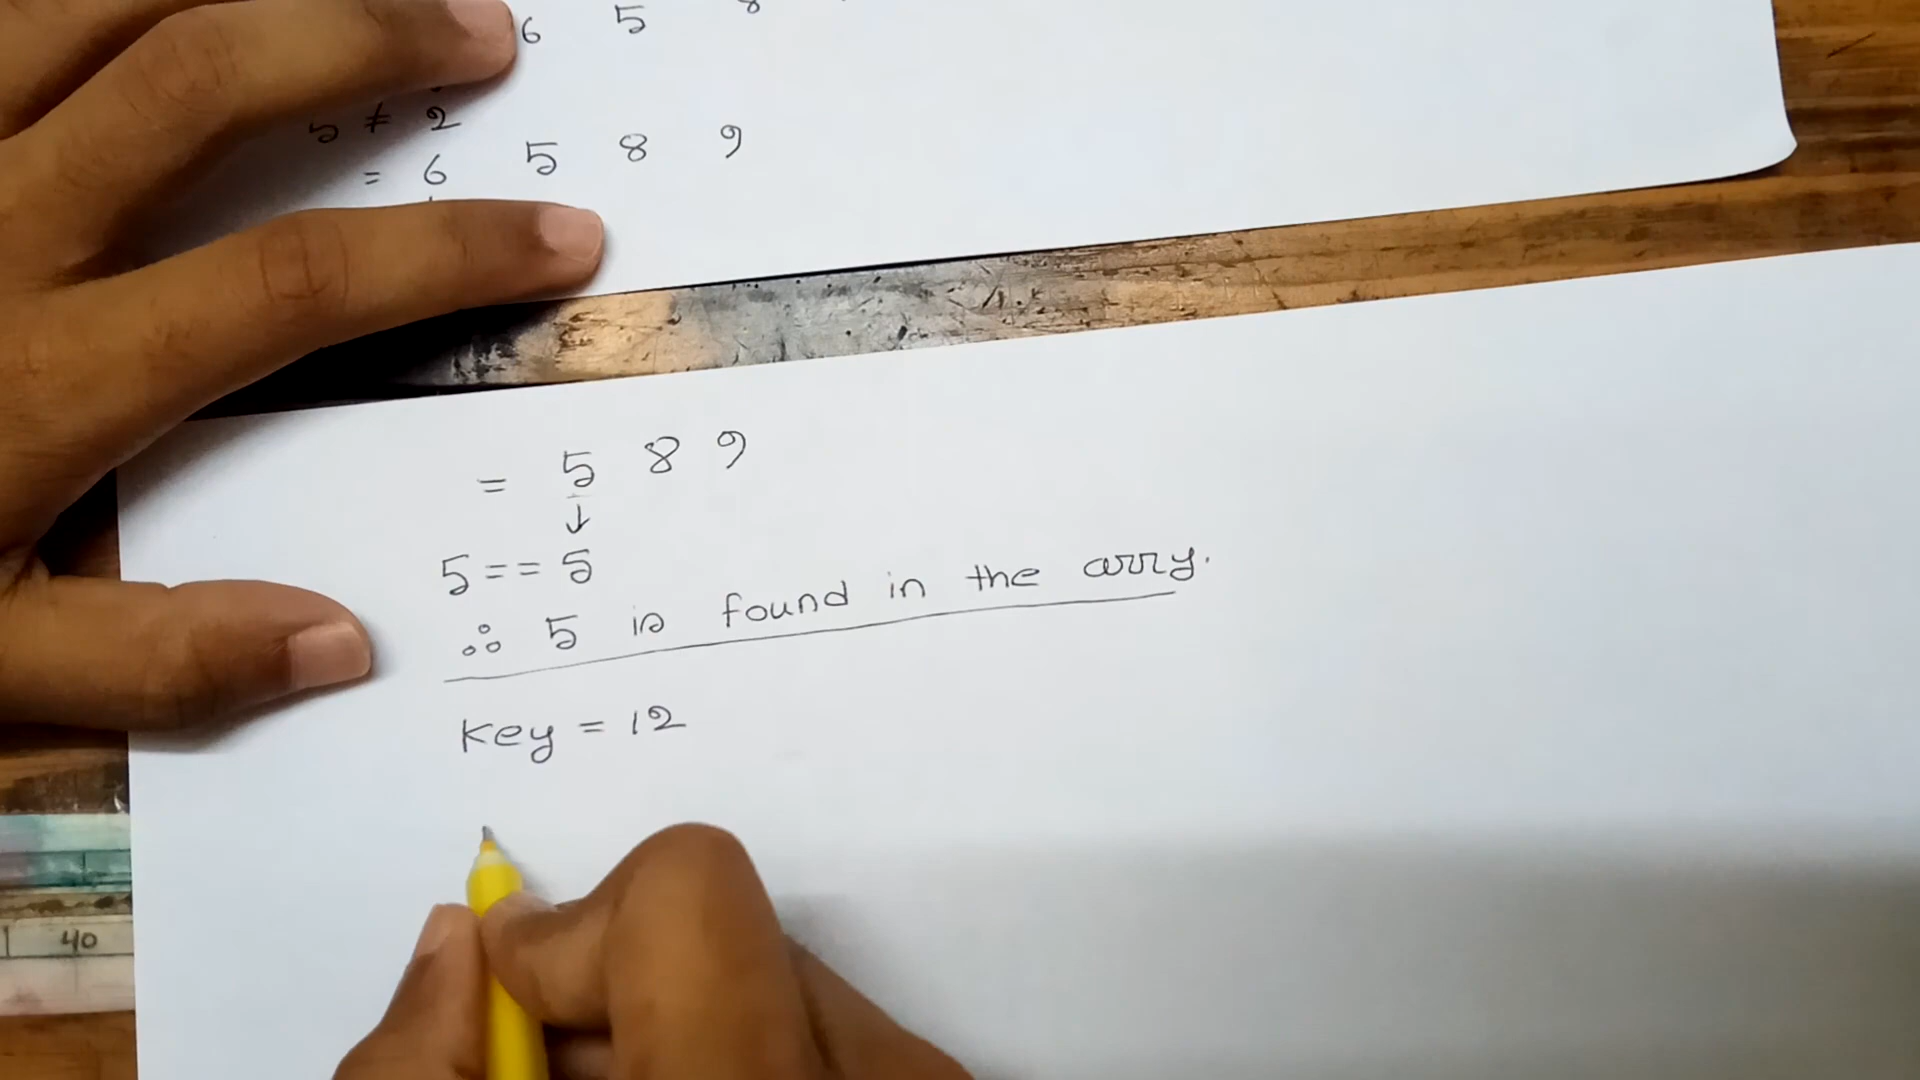 6 5 8
5 ≠ 2
= 6 5 8 9
= 5 8 9
↓
5 == 5
∴ 5 is found in the arry.
Key = 12
40